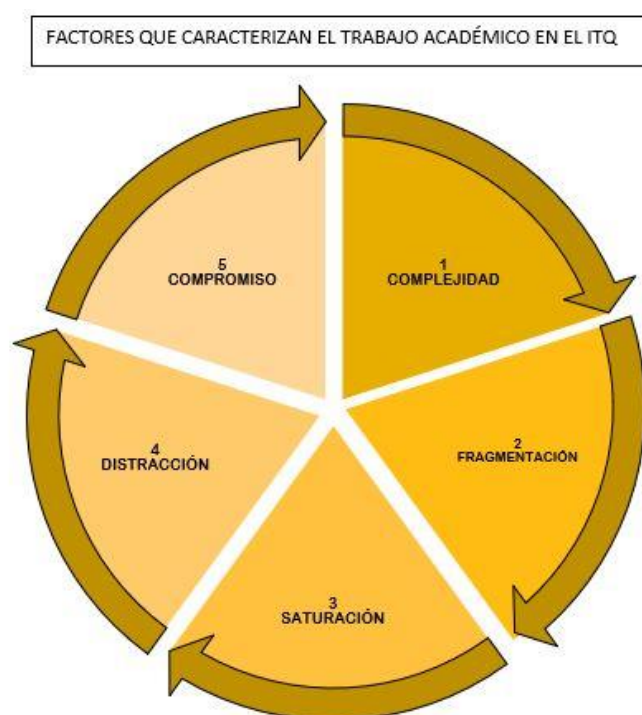 FACTORES QUE CARACTERIZAN EL TRABAJO ACADÉMICO EN EL ITQ
1
COMPLEJIDAD
2
FRAGMENTACIÓN
3
SATURACIÓN
4
DISTRACCIÓN
5
COMPROMISO